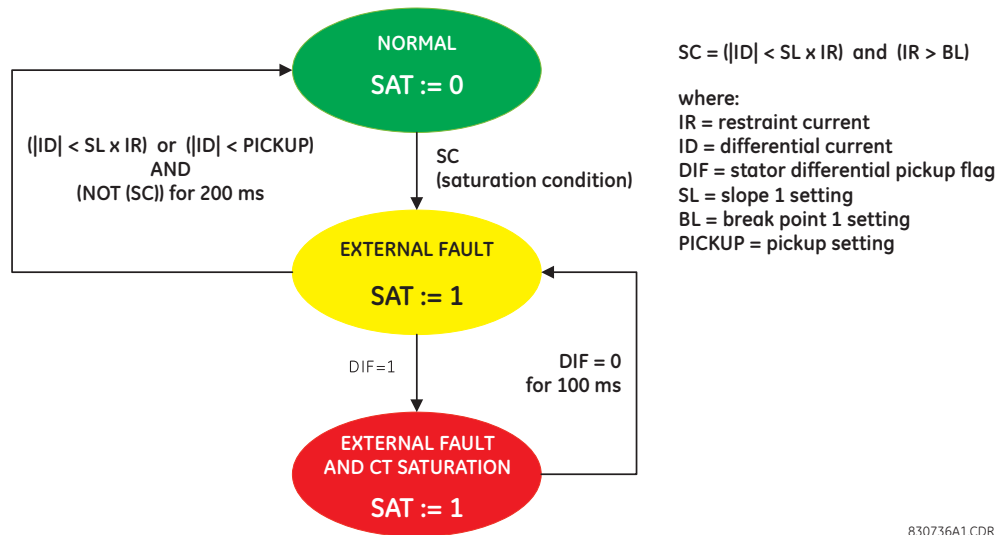 NORMAL
SAT := 0
(|ID| < SL x IR) or (|ID| < PICKUP)
AND
(NOT (SC)) for 200 ms
SC
(saturation condition)
EXTERNAL FAULT
SAT := 1
DIF=1
DIF = 0
for 100 ms
EXTERNAL FAULT
AND CT SATURATION
SAT := 1
SC = (|ID| < SL x IR) and (IR > BL)
where:
IR = restraint current
ID = differential current
DIF = stator differential pickup flag
SL = slope 1 setting
BL = break point 1 setting
PICKUP = pickup setting
830736A1.CDR